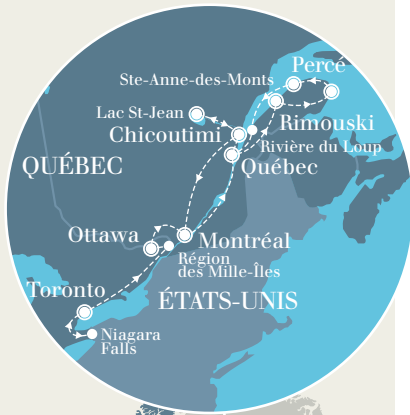 Percé
Ste-Anne-des-Monts
Lac St-Jean
Chicoutimi
Rimouski
Rivière du Loup
QUÉBEC
Québec
Ottawa
Montréal
Région
des Mille-Îles
Toronto
ÉTATS-UNIS
Niagara
Falls